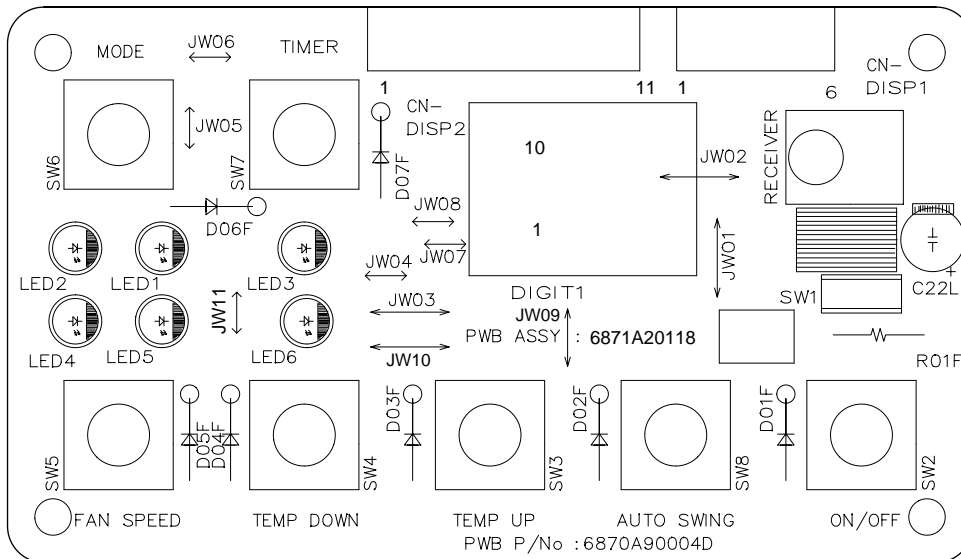 MODE
JW06
TIMER
1
11
1
6
CN-
DISP1
CN-
DISP2
JW05
SW6
SW7
D07F
10
1
JW02
RECEIVER
D06F
JW08
JW07
JW01
LED2
LED1
LED3
JW04
JW11
JW03
DIGIT1
JW09
SW1
C22L
+
PWB ASSY : 6871A20118
LED4
LED5
LED6
JW10
R01F
SW5
D05F
D04F
SW4
D03F
SW3
D02F
SW8
D01F
SW2
FAN SPEED
TEMP DOWN
TEMP UP
AUTO SWING
ON/OFF
PWB P/No :6870A90004D